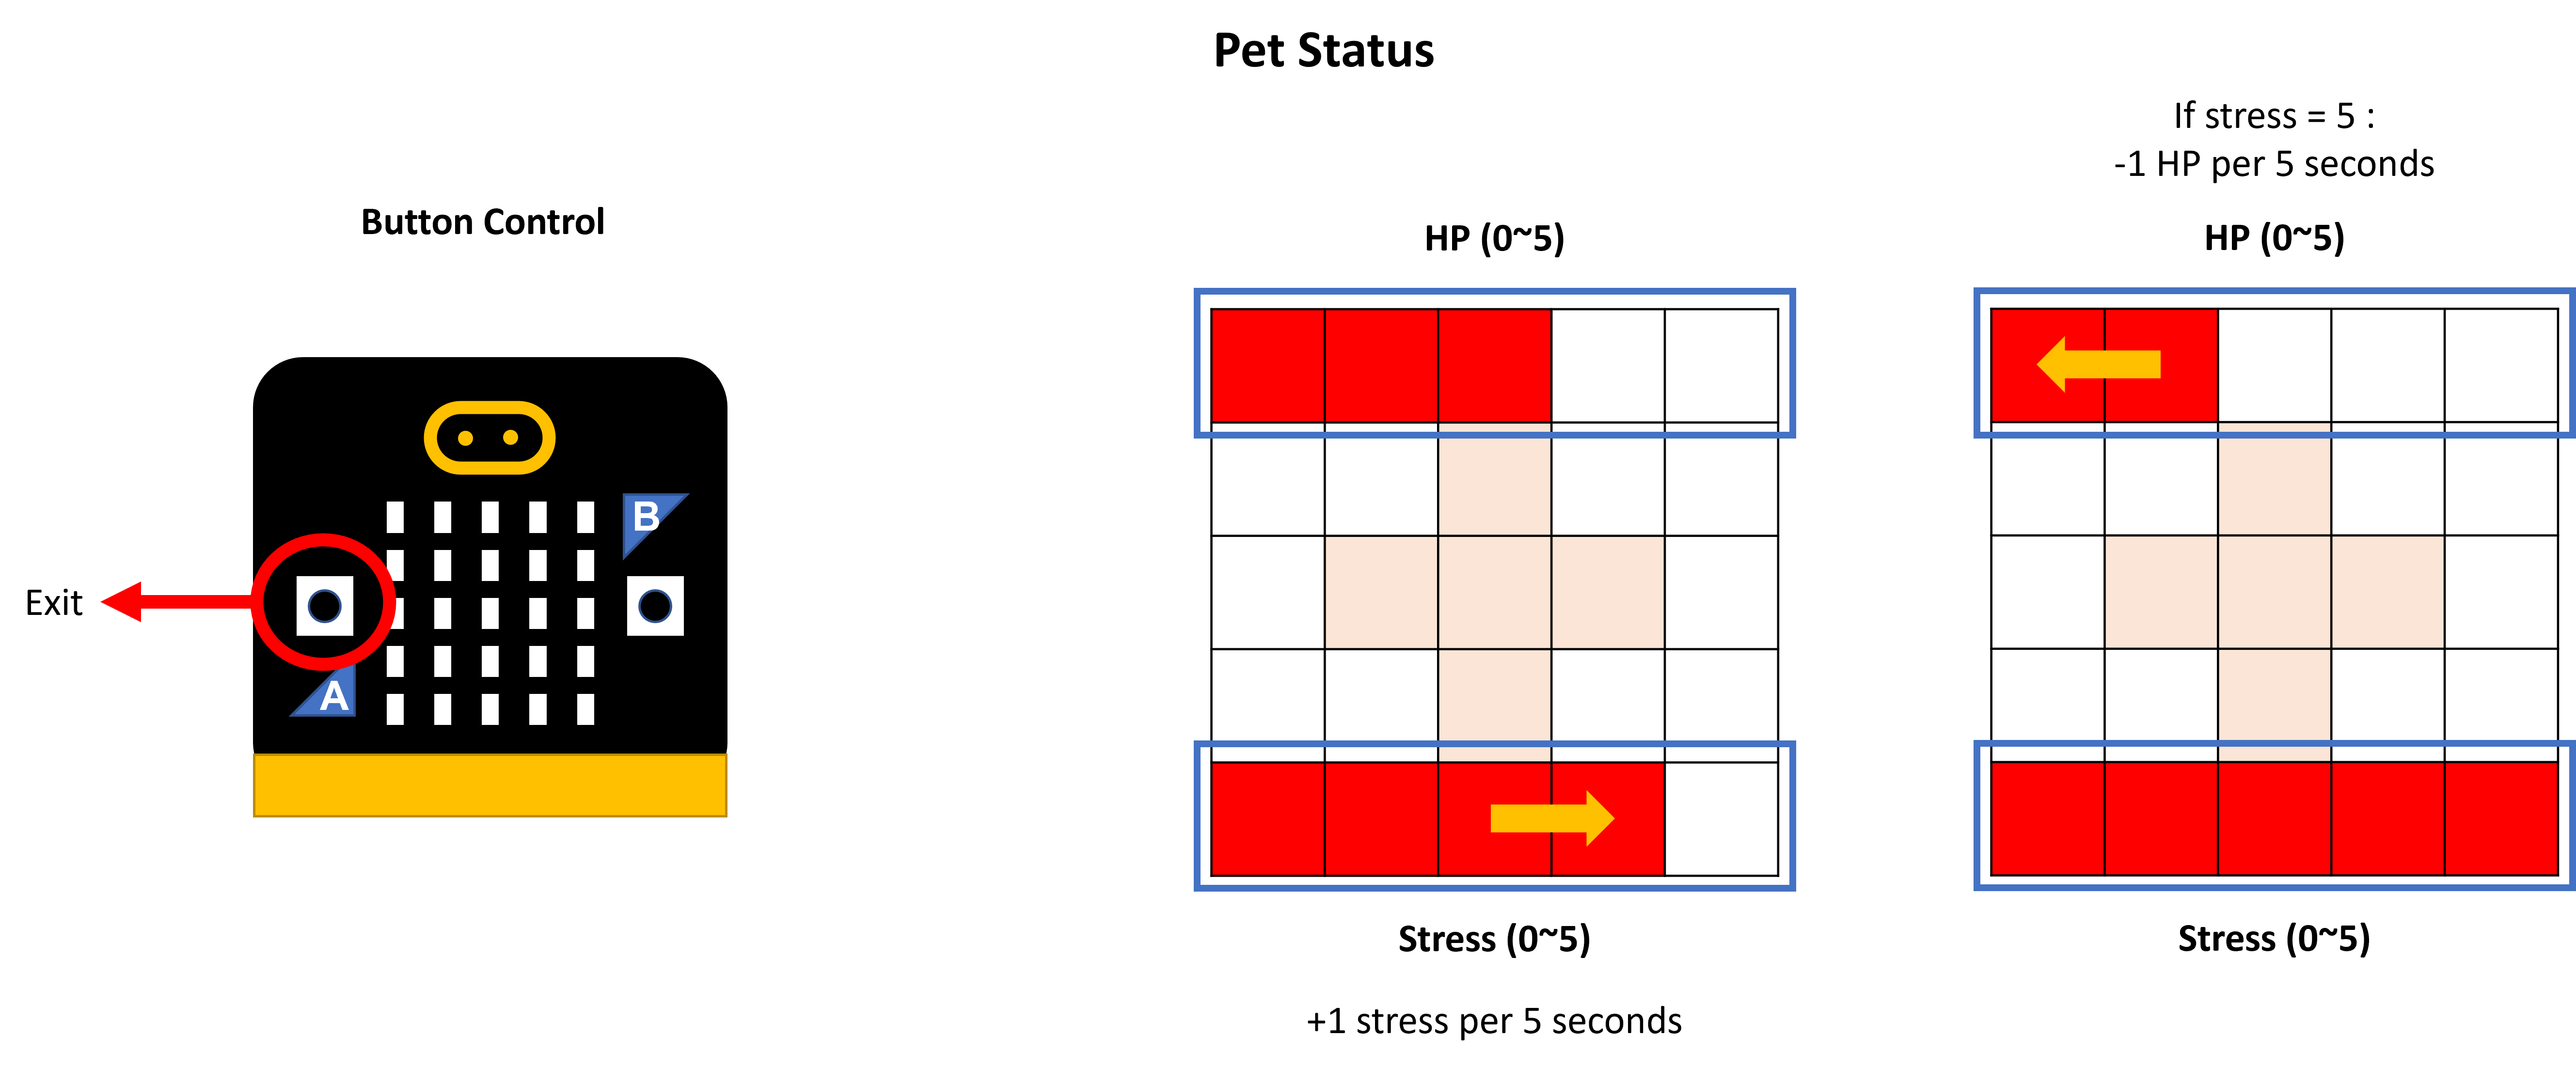 Pet Status
Button Control
Exit
B
A
HP (0~5)
Stress (0~5)
+1 stress per 5 seconds
If stress = 5 :
-1 HP per 5 seconds
HP (0~5)
Stress (0~5)